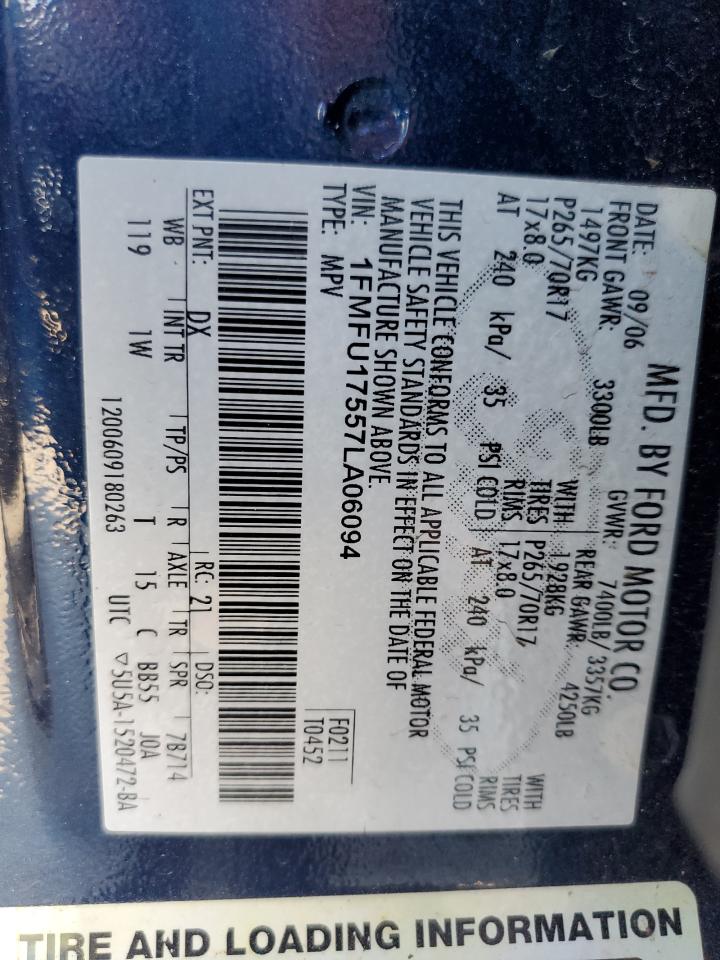 MFD. BY FORD MOTOR CO.
DATE: 09/06 GVWR: 7400LB/ 3357KG
FRONT GAWR: 3300LB REAR GAWR: 4250LB
1497KG WITH 1928KG WITH
P265/70R17 TIRES P265/70R17 TIRES
17x8.0 RIMS 17x8.0 RIMS
AT 240 kPa/ 35 PSI COLD AT 240 kPa/ 35 PSI COLD
THIS VEHICLE CONFORMS TO ALL APPLICABLE FEDERAL MOTOR
VEHICLE SAFETY STANDARDS IN EFFECT ON THE DATE OF
MANUFACTURE SHOWN ABOVE.
VIN: 1FMFU17557LA06094
TYPE: MPV
F0211
T0452
EXT PNT: DX RC: 21 DSO:
WB INT TR TP/PS R AXLE TR SPR 7B714
119 1W T 15 C BB55 J0A
1200609180263 UTC ▽5U5A-1520472-BA
TIRE AND LOADING INFORMATION